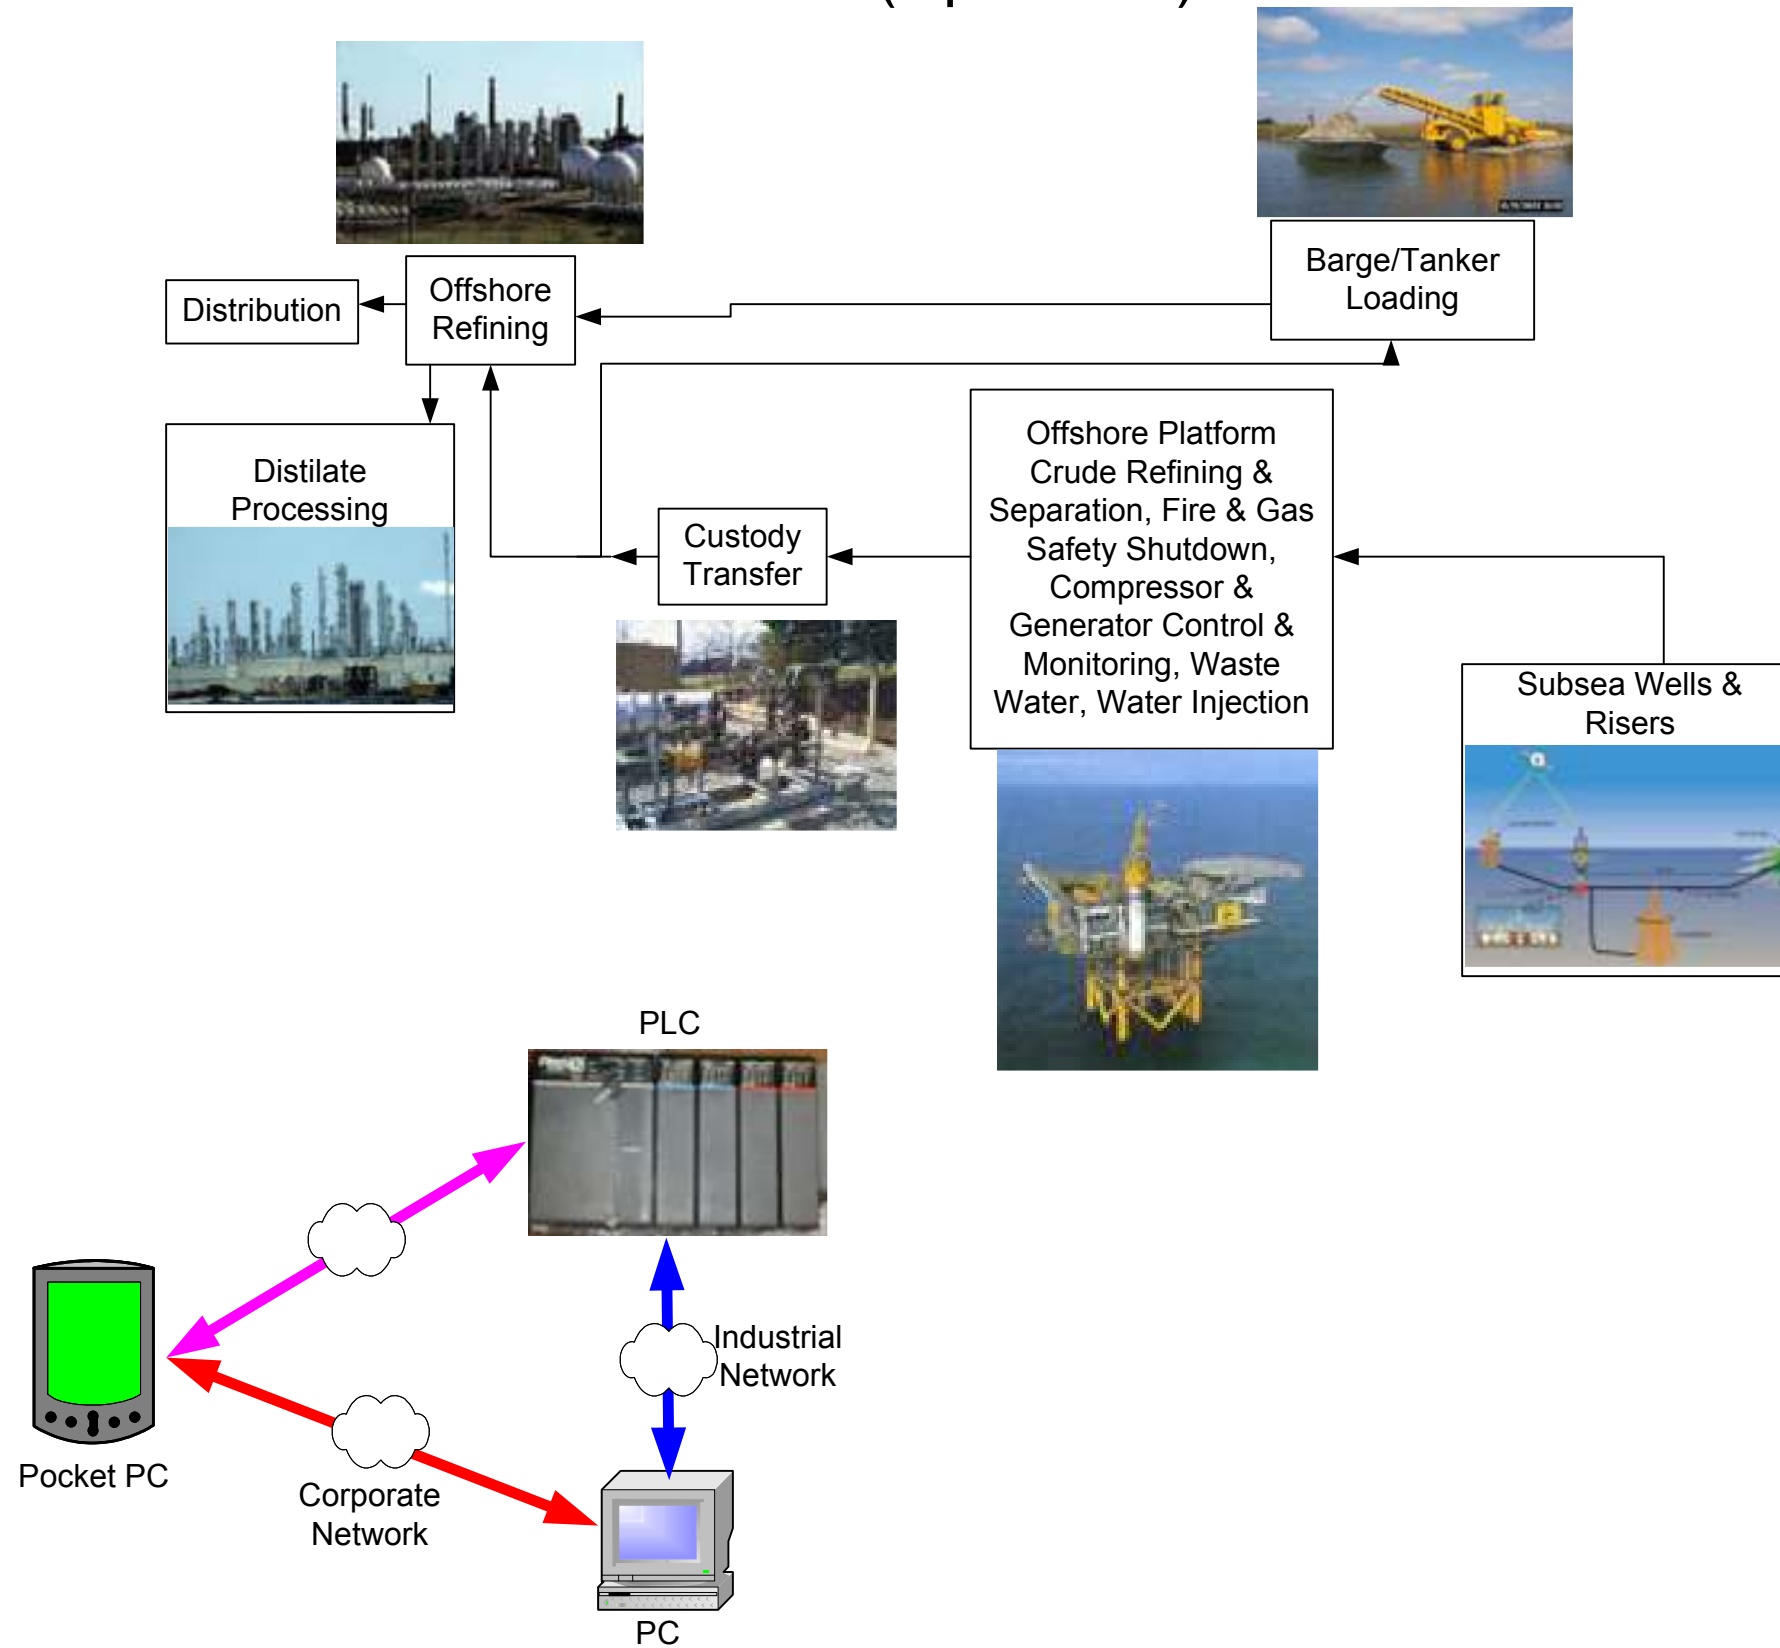 Barge/Tanker
Loading
Offshore
Refining
Distribution
Offshore Platform
Crude Refining &
Separation, Fire & Gas
Safety Shutdown,
Compressor &
Generator Control &
Monitoring, Waste
Water, Water Injection
Distilate
Processing
Custody
Transfer
Subsea Wells &
Risers
PLC
Industrial
Network
Pocket PC
Corporate
Network
PC